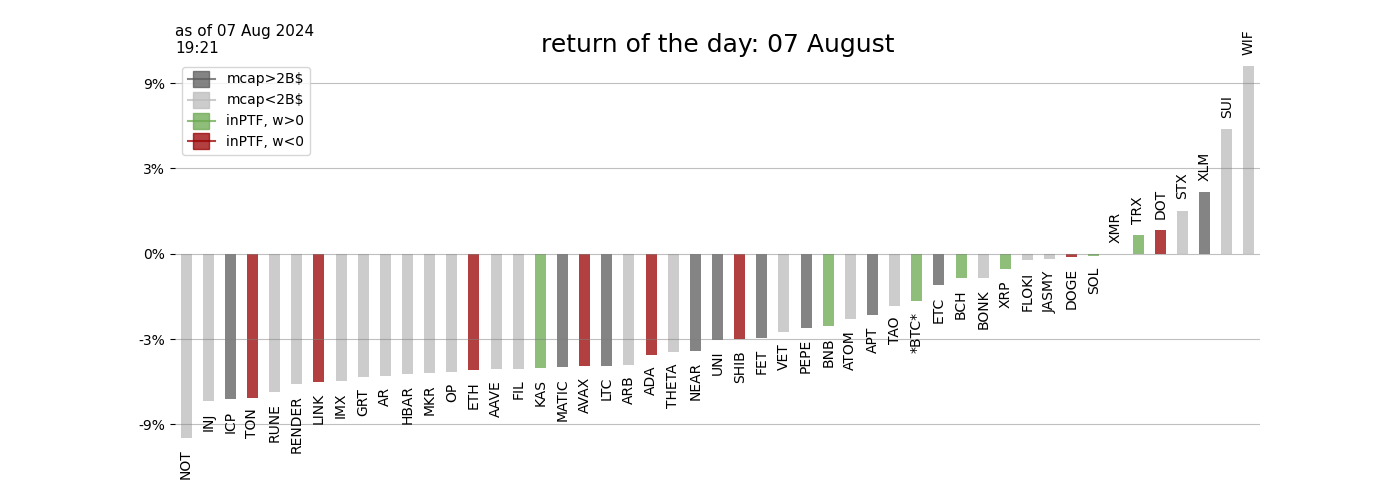 as of 07 Aug 2024
19:21
return of the day: 07 August
mcap>2B$
mcap<2B$
inPTF, w>0
inPTF, w<0
9%
3%
0%
-3%
-9%
NOT
INJ
ICP
TON
RUNE
RENDER
LINK
IMX
GRT
AR
HBAR
MKR
OP
ETH
AAVE
FIL
KAS
MATIC
AVAX
LTC
ARB
ADA
THETA
NEAR
UNI
SHIB
FET
VET
PEPE
BNB
ATOM
APT
TAO
*BTC*
ETC
BCH
BONK
XRP
FLOKI
JASMY
DOGE
SOL
XMR
TRX
DOT
STX
XLM
SUI
WIF